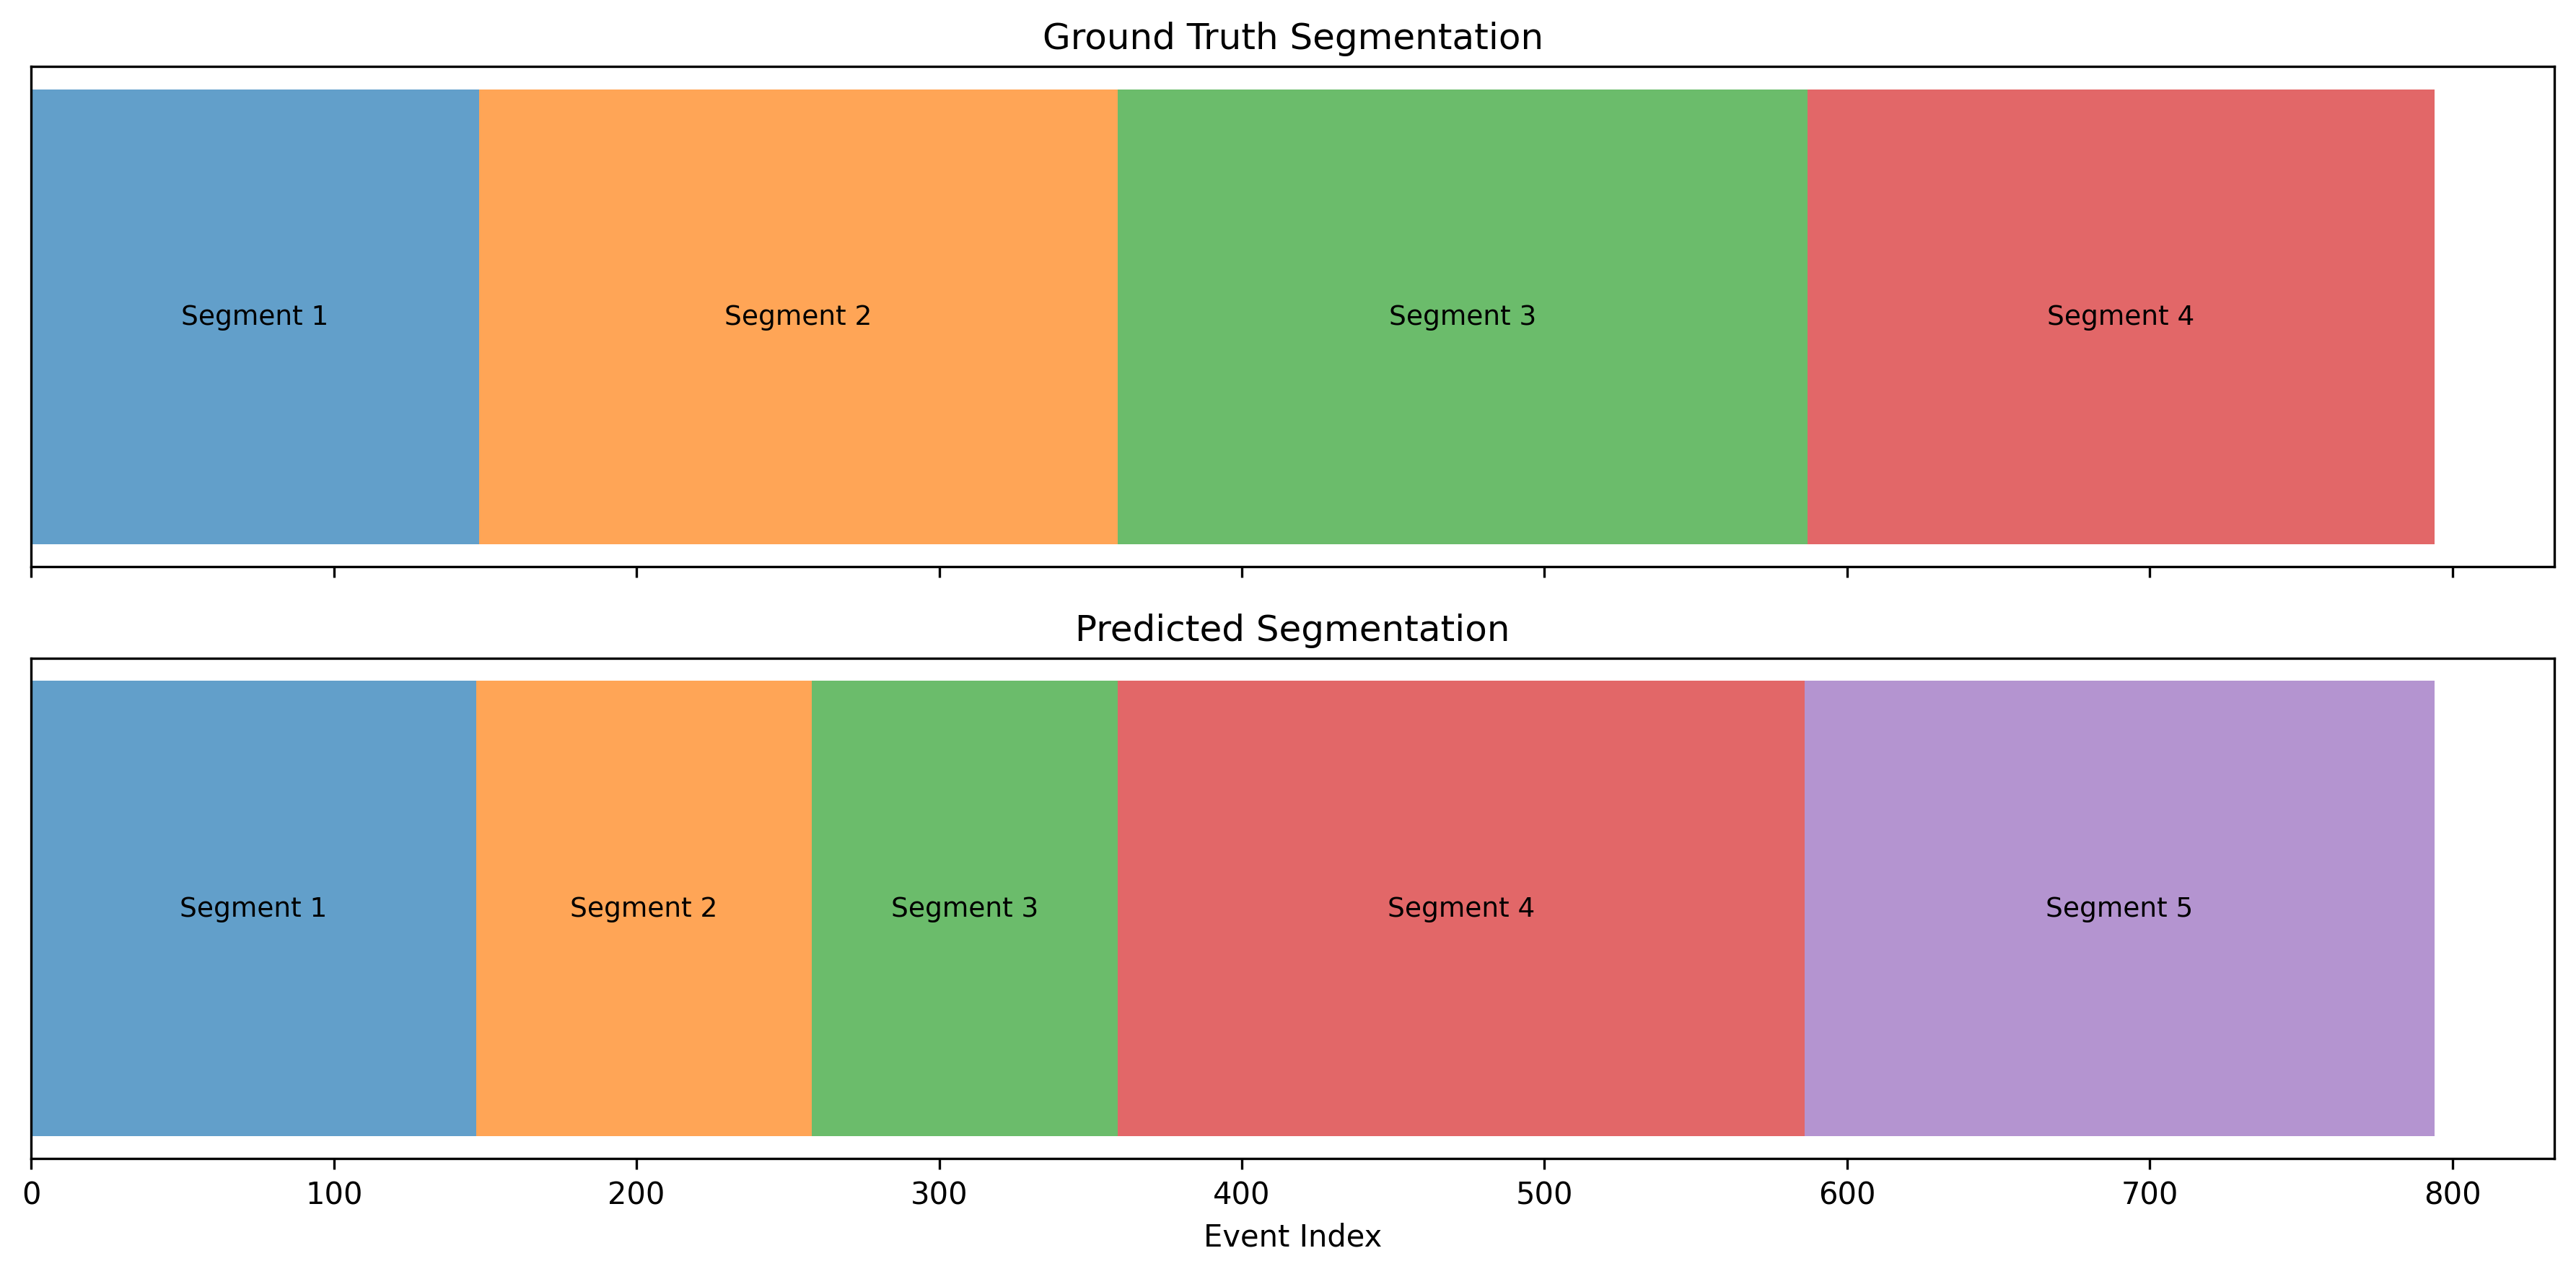 Ground Truth Segmentation
Segment 1 Segment 2 Segment 3 Segment 4
Predicted Segmentation
Segment 1 Segment 2 Segment 3 Segment 4 Segment 5
0 100 200 300 400 500 600 700 800
Event Index